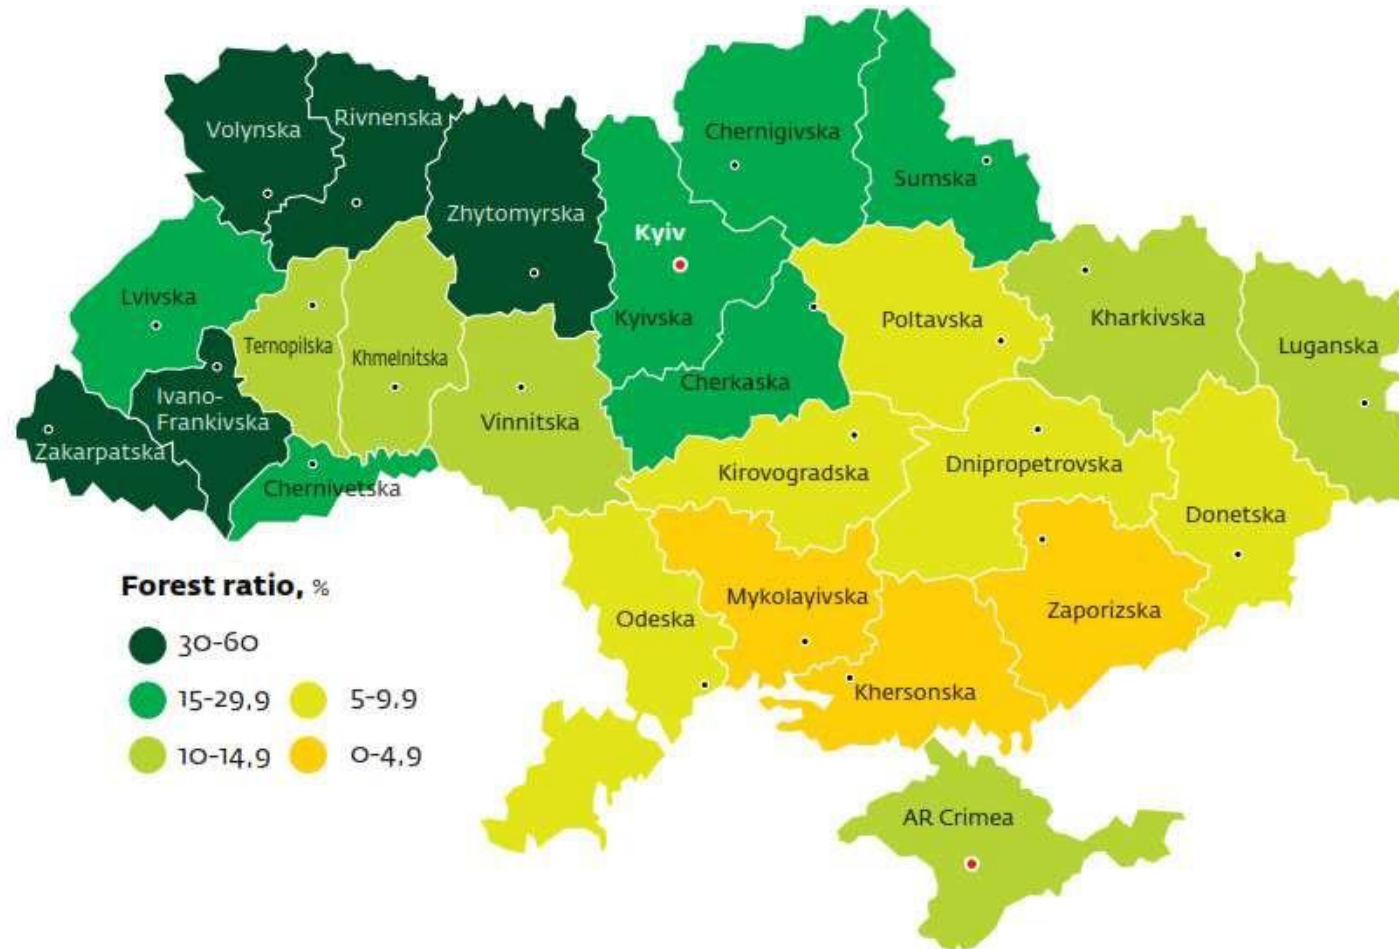 Volynska
Rivnenska
Zhytomyrska
Chernigivska
Sumska
Kyiv
Kyivska
Lvivska
Ternopilska
Khmelnitska
Vinnitska
Cherkaska
Poltavska
Kharkivska
Luganska
Ivano-
Frankivska
Zakarpatska
Chernivetska
Kirovogradska
Dnipropetrovska
Donetska
Odeska
Mykolayivska
Zaporizska
Khersonska
AR Crimea
Forest ratio, %
30-60
15-29,9
5-9,9
10-14,9
0-4,9